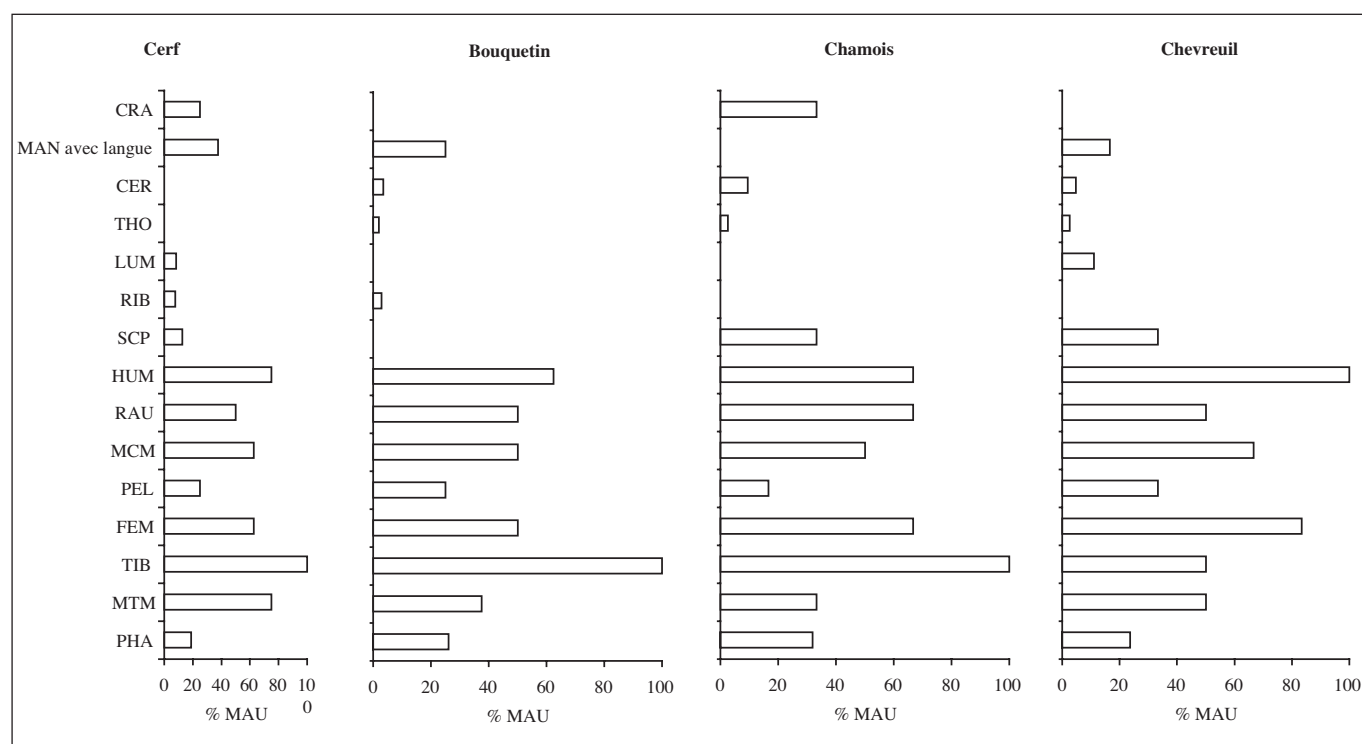 Cerf
Bouquetin
Chamois
Chevreuil
CRA
MAN avec langue
CER
THO
LUM
RIB
SCP
HUM
RAU
MCM
PEL
FEM
TIB
MTM
PHA
0 20 40 60 80 10
0
% MAU
0 20 40 60 80 100
% MAU
0 20 40 60 80 100
% MAU
0 20 40 60 80 100
% MAU